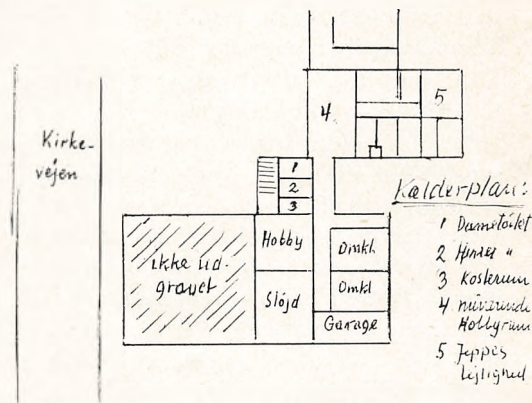 4
5
Kirke-
vejen
1
2
3
Kælderplan:
1 Dametoilet
2 Herre "
3 Kosterum
4 nuværende
Hobbyrum
5 Jeppes
Lejlighed
Hobby
Omkl.
ikke ud-
gravet
Omkl
Sløjd
Garage